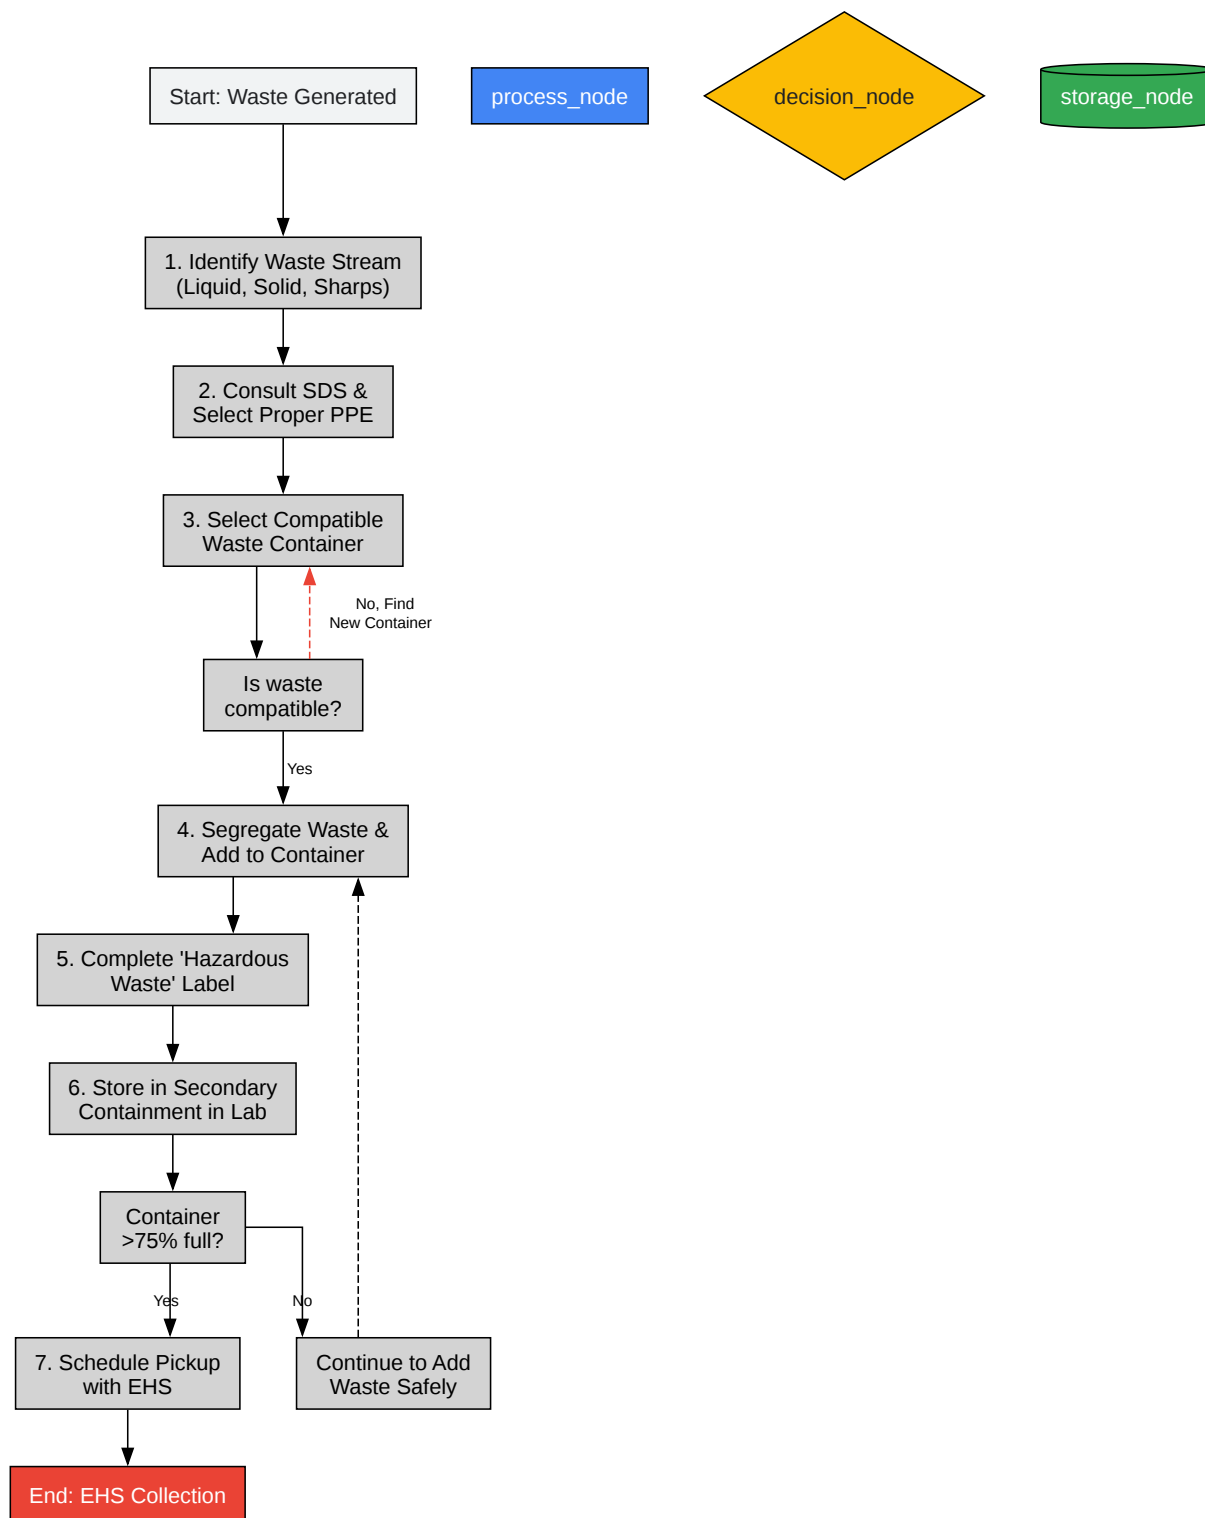 Start: Waste Generated
process_node
decision_node
storage_node
1. Identify Waste Stream
(Liquid, Solid, Sharps)
2. Consult SDS &
Select Proper PPE
3. Select Compatible
Waste Container
No, Find
New Container
Is waste
compatible?
Yes
4. Segregate Waste &
Add to Container
5. Complete 'Hazardous
Waste' Label
6. Store in Secondary
Containment in Lab
Container
>75% full?
Yes
No
7. Schedule Pickup
with EHS
Continue to Add
Waste Safely
End: EHS Collection